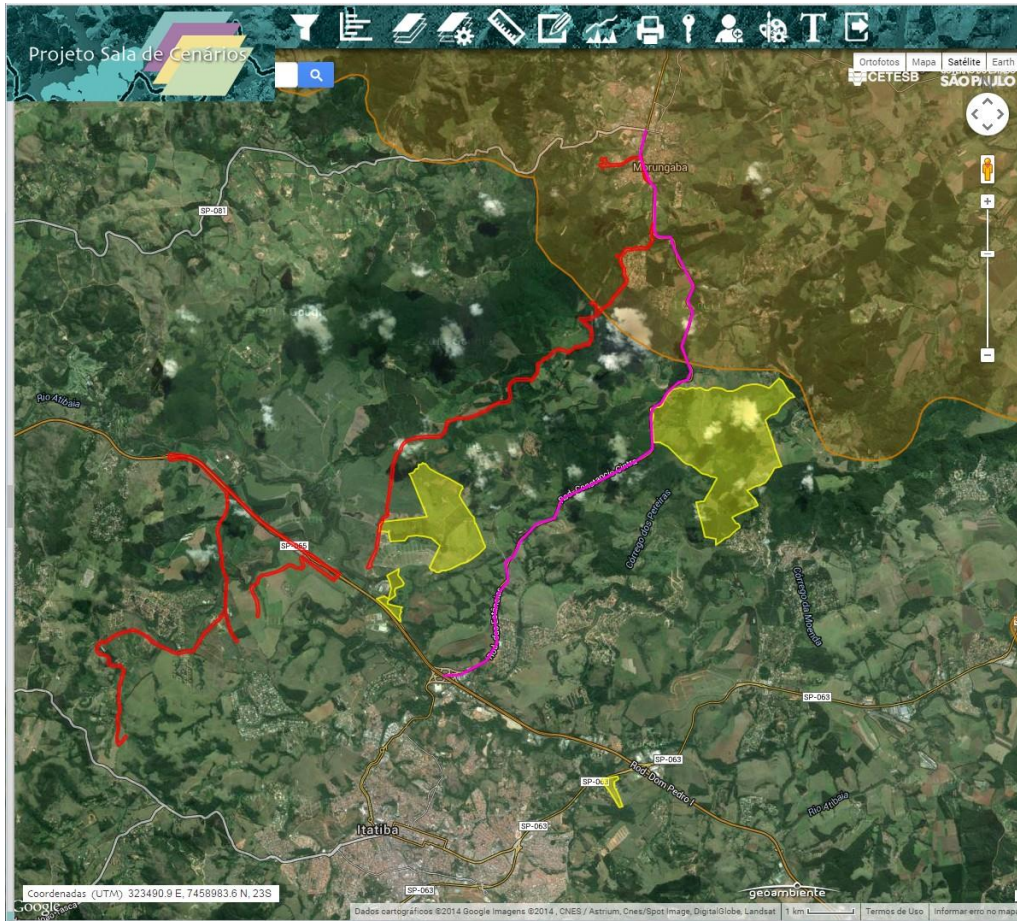 Projeto Sala de Cenários
T
Ortofotos
Mapa
Satélite
Earth
CETESB
SÃO PAULO
Morungaba
SP-081
Rio Atibaia
Rod. Constancio Cintra
Córrego dos Pereiras
Córrego da Moenda
SP-063
SP-063
SP-063
Rod. Dom Pedro I
Rio Atibaia
Itatiba
SP-063
SP-063
geoambiente
Coordenadas (UTM) 323490.9 E, 7458983.6 N, 23S
Google
Dados cartográficos ©2014 Google Imagens ©2014 , CNES / Astrium, Cnes/Spot Image, DigitalGlobe, Landsat
1 km
Termos de Uso
Informar erro no mapa